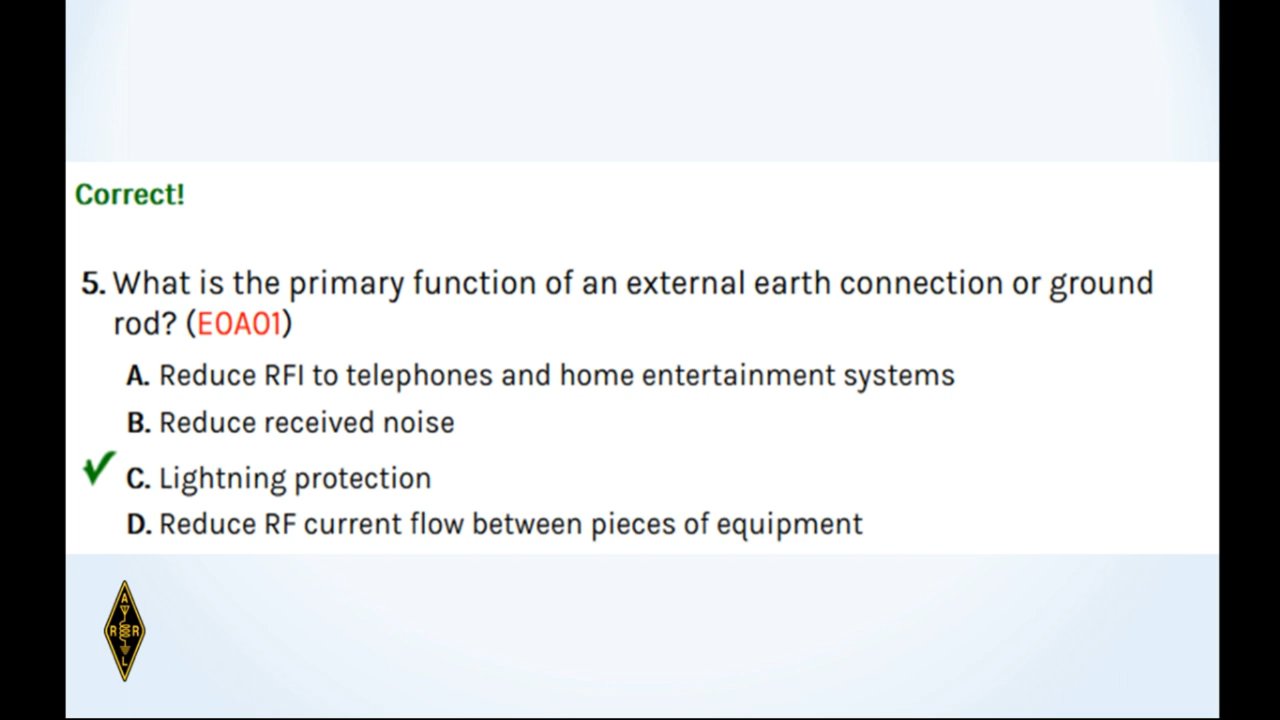 Correct!
5. What is the primary function of an external earth connection or ground
rod? (E0A01)
A. Reduce RFI to telephones and home entertainment systems
B. Reduce received noise
C. Lightning protection
D. Reduce RF current flow between pieces of equipment
A
R R
L